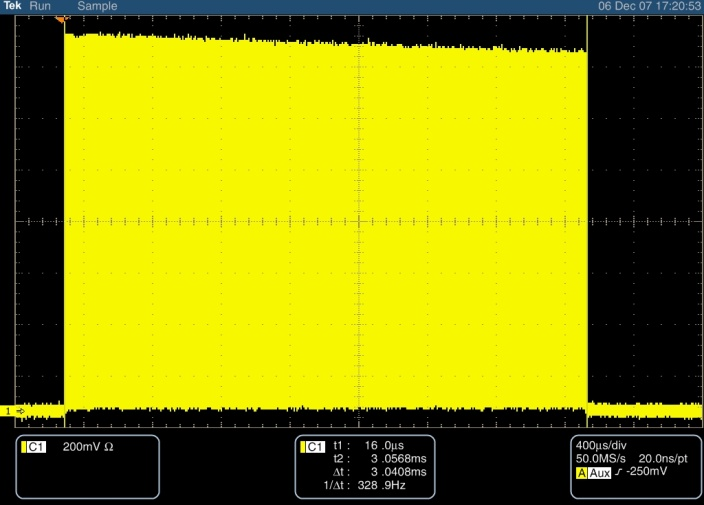 Tek Run Sample 06 Dec 07 17:20:53
1
C1 200mV Ω
C1 t1 : 16 .0µs
t2 : 3 .0568ms
Δt : 3 .0408ms
1/Δt : 328 .9Hz
400µs/div
50.0MS/s 20.0ns/pt
A Aux -250mV